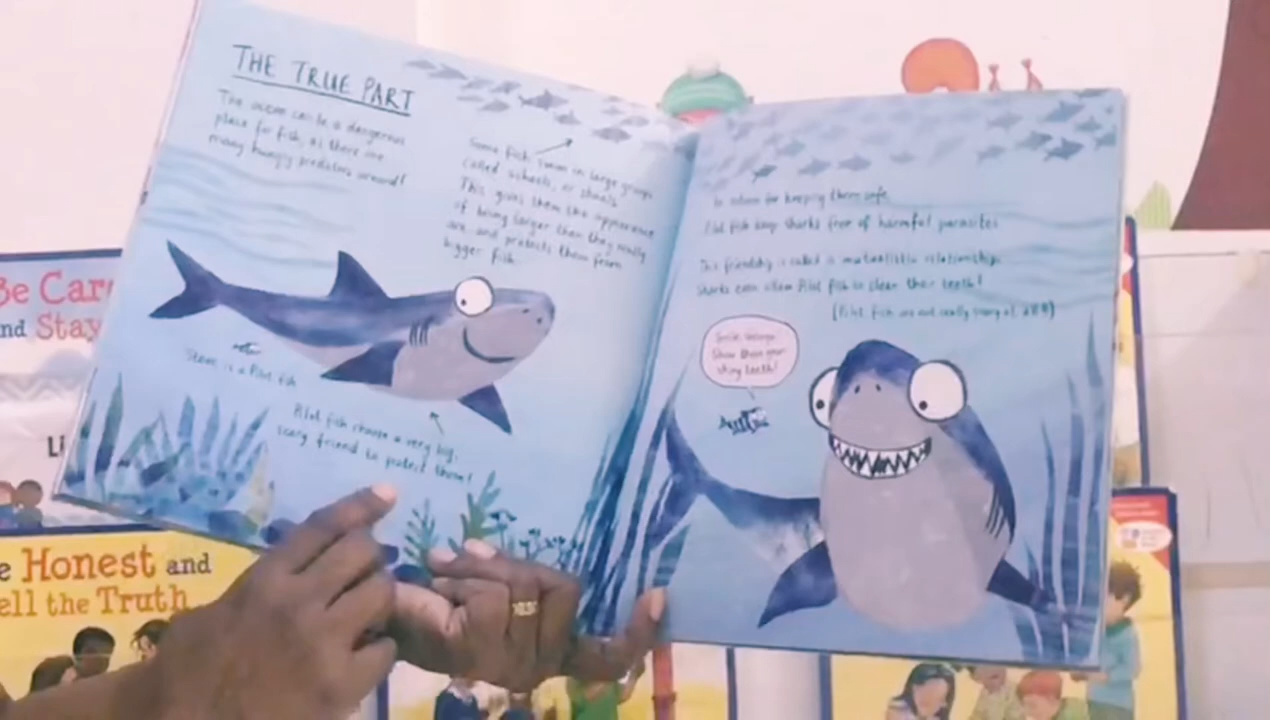 THE TRUE PART
The ocean can be a dangerous
place for fish, as there are
many hungry predators around!
Some fish swim in large groups
called schools, or shoals.
This gives them the appearance
of being larger than they really
are and protects them from
bigger fish.
Steve is a Pilot fish
Pilot fish choose a very big,
scary friend to protect them!
In return for keeping them safe,
Pilot fish keep sharks free of harmful parasites
This friendship is called a mutualistic relationship.
Sharks even allow Pilot fish to clean their teeth!
(Pilot fish are not really scary at all)
Smile George
Show them your
shiny teeth!
Be Car
nd Stay
Li
e Honest and
ell the Truth